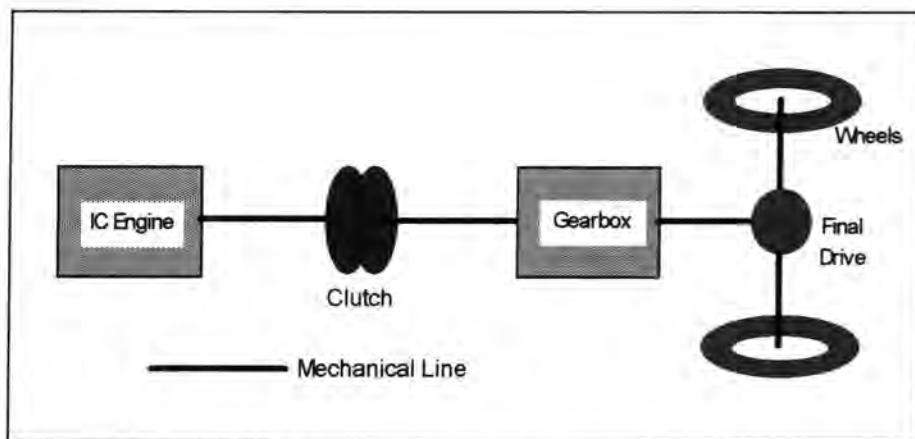 IC Engine
Clutch
Gearbox
Wheels
Final
Drive
Mechanical Line